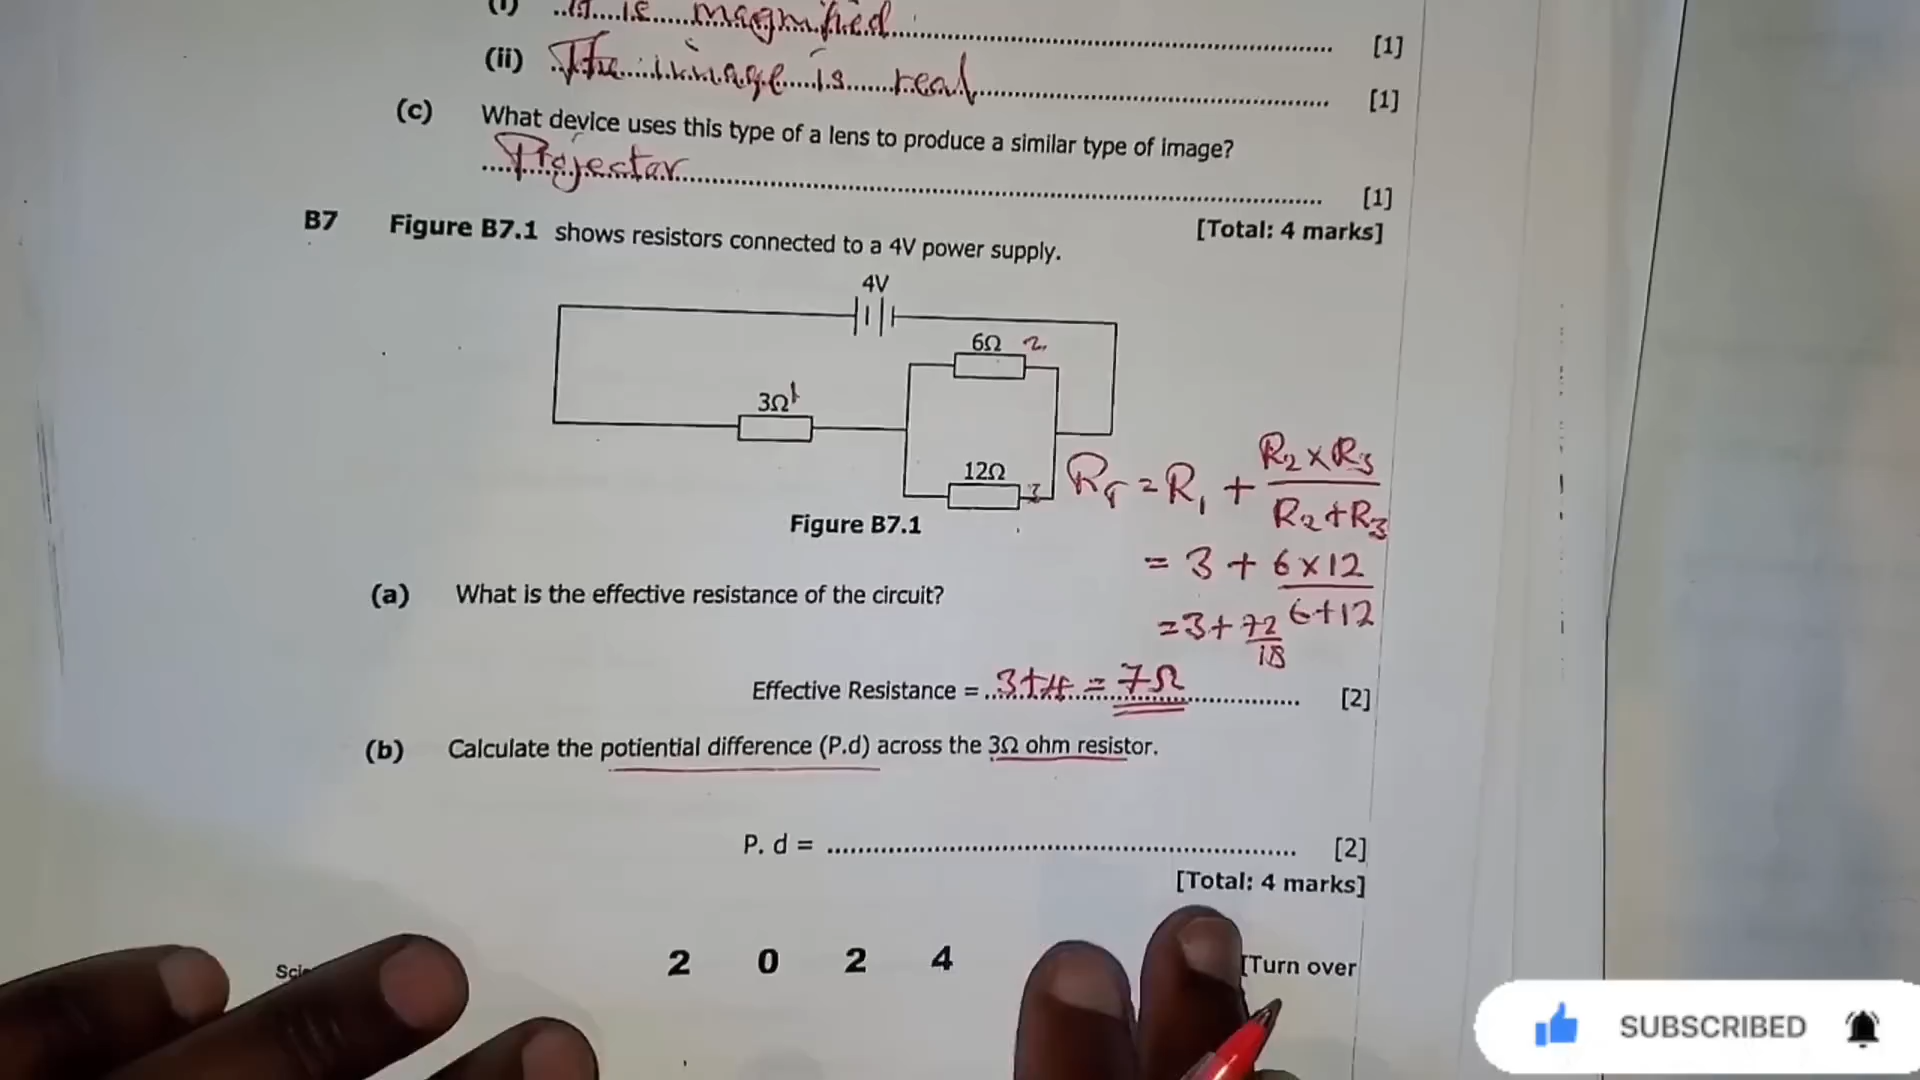 (i) It is magnified [1]
(ii) The image is real [1]
(c) What device uses this type of a lens to produce a similar type of image?
Projector [1]
[Total: 4 marks]
B7 Figure B7.1 shows resistors connected to a 4V power supply.
4V
6Ω 2
3Ω 1
12Ω 3
Figure B7.1
R = R1 + R2 x R3 / R2 + R3
= 3 + 6 x 12 / 6 + 12
= 3 + 72 / 18
(a) What is the effective resistance of the circuit?
Effective Resistance = 3+4 = 7Ω [2]
(b) Calculate the potiential difference (P.d) across the 3Ω ohm resistor.
P. d = [2]
[Total: 4 marks]
2 0 2 4
[Turn over
SUBSCRIBED